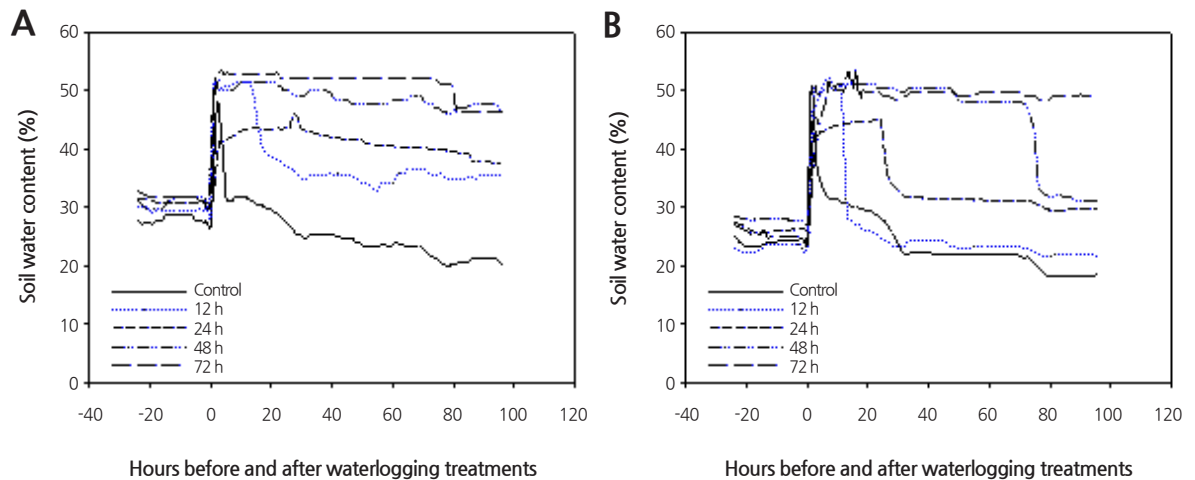 A
Soil water content (%)
60
50
40
30
20
10
0
Control
12 h
24 h
48 h
72 h
-40 -20 0 20 40 60 80 100 120
Hours before and after waterlogging treatments
B
Soil water content (%)
60
50
40
30
20
10
0
Control
12 h
24 h
48 h
72 h
-40 -20 0 20 40 60 80 100 120
Hours before and after waterlogging treatments